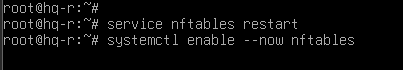 root@hq-r:~#
root@hq-r:~# service nftables restart
root@hq-r:~# systemctl enable --now nftables